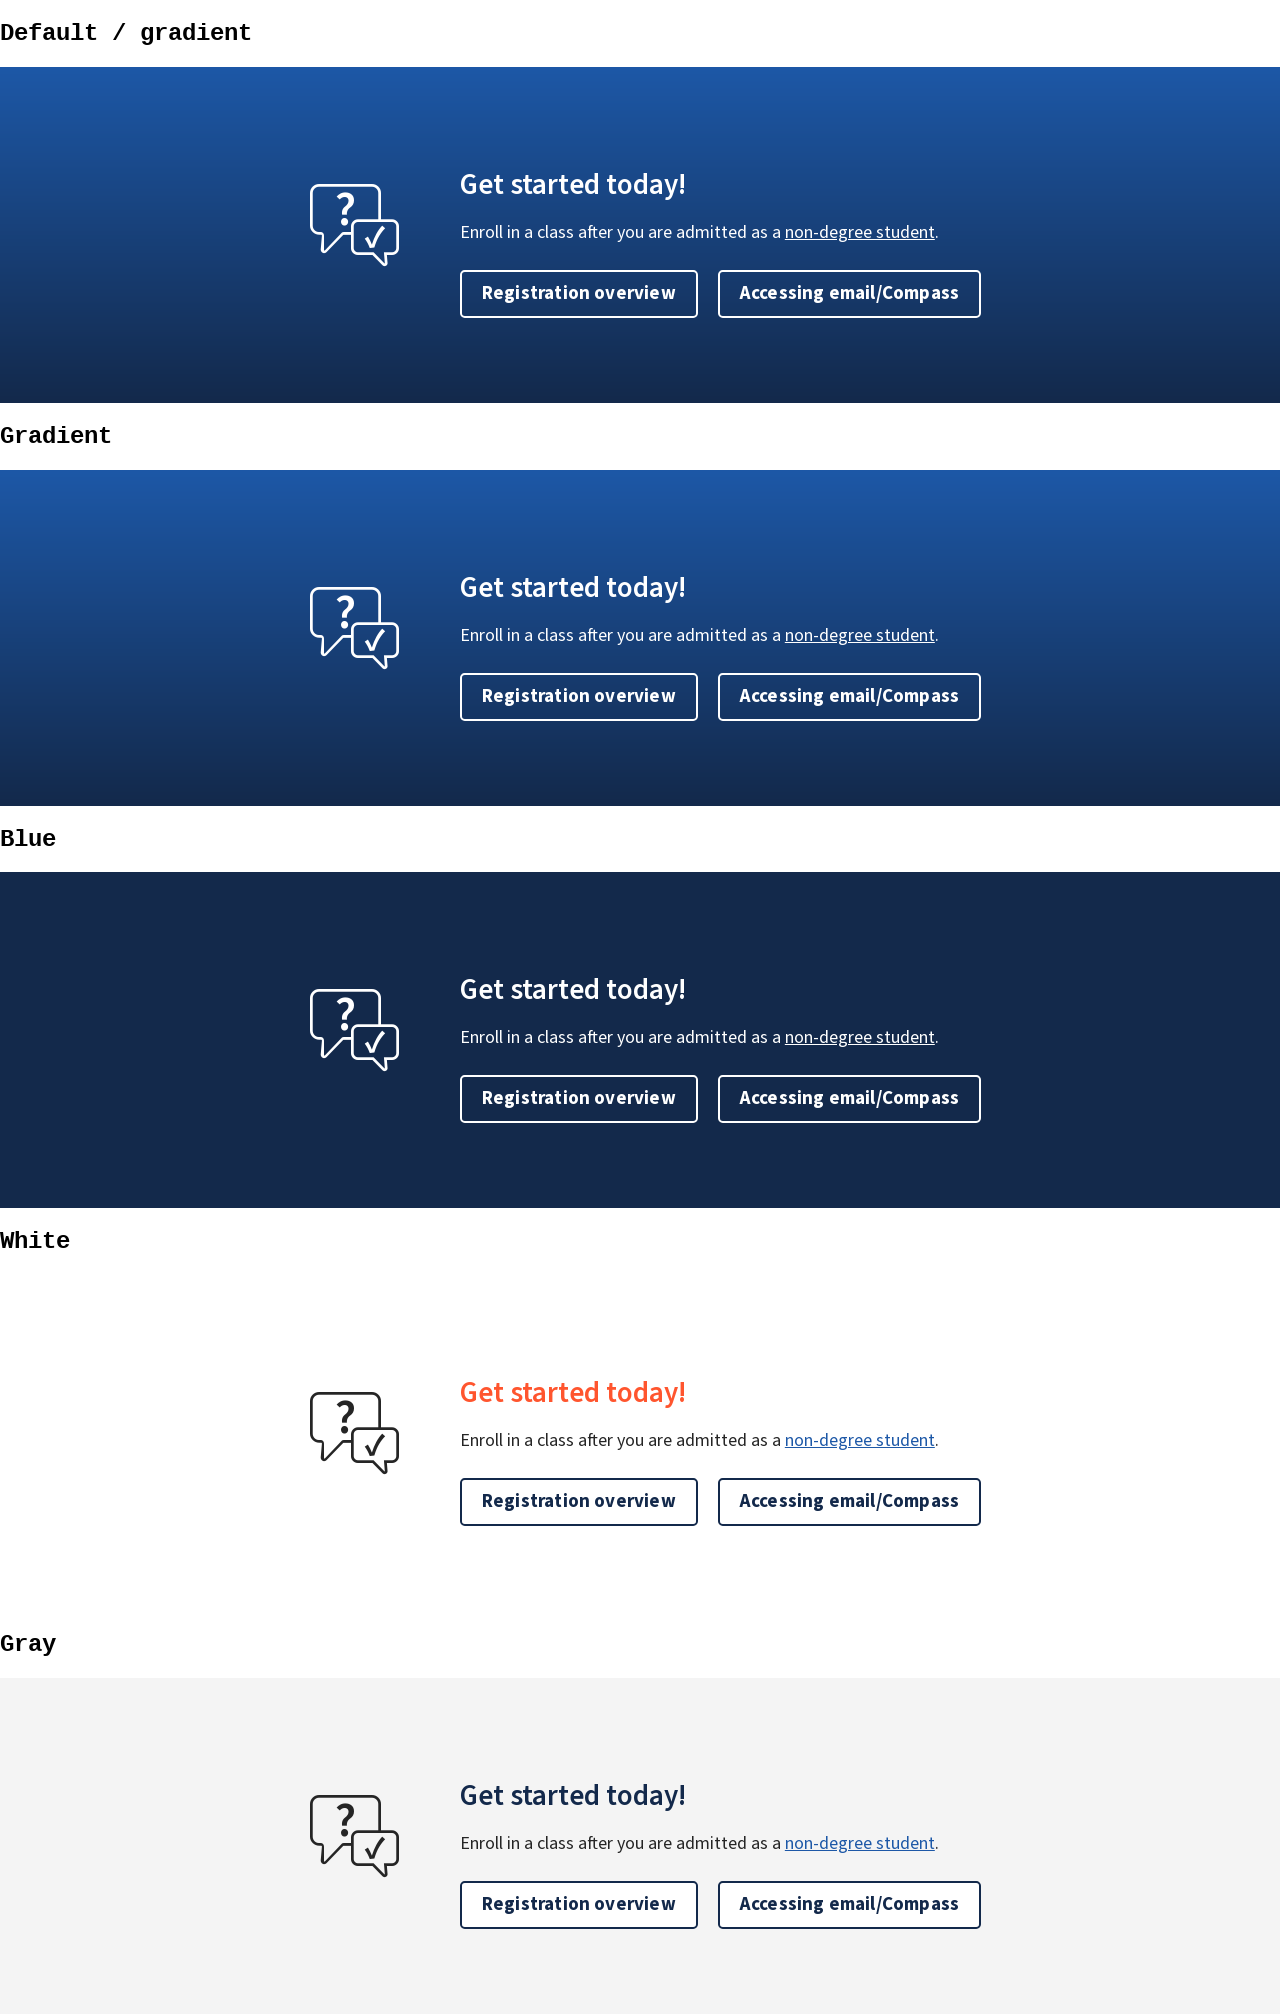 Default / gradient
Get started today!
Enroll in a class after you are admitted as a non-degree student.
Registration overview
Accessing email/Compass
Gradient
Get started today!
Enroll in a class after you are admitted as a non-degree student.
Registration overview
Accessing email/Compass
Blue
Get started today!
Enroll in a class after you are admitted as a non-degree student.
Registration overview
Accessing email/Compass
White
Get started today!
Enroll in a class after you are admitted as a non-degree student.
Registration overview
Accessing email/Compass
Gray
Get started today!
Enroll in a class after you are admitted as a non-degree student.
Registration overview
Accessing email/Compass